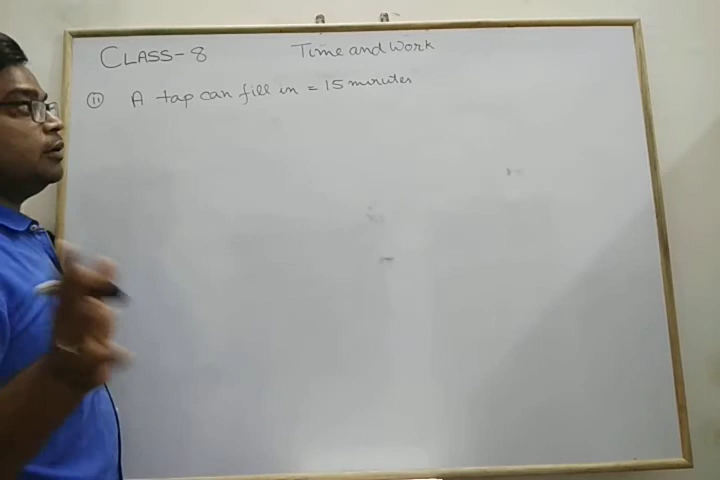 CLASS-8 Time and Work
11 A tap can fill in = 15 minutes